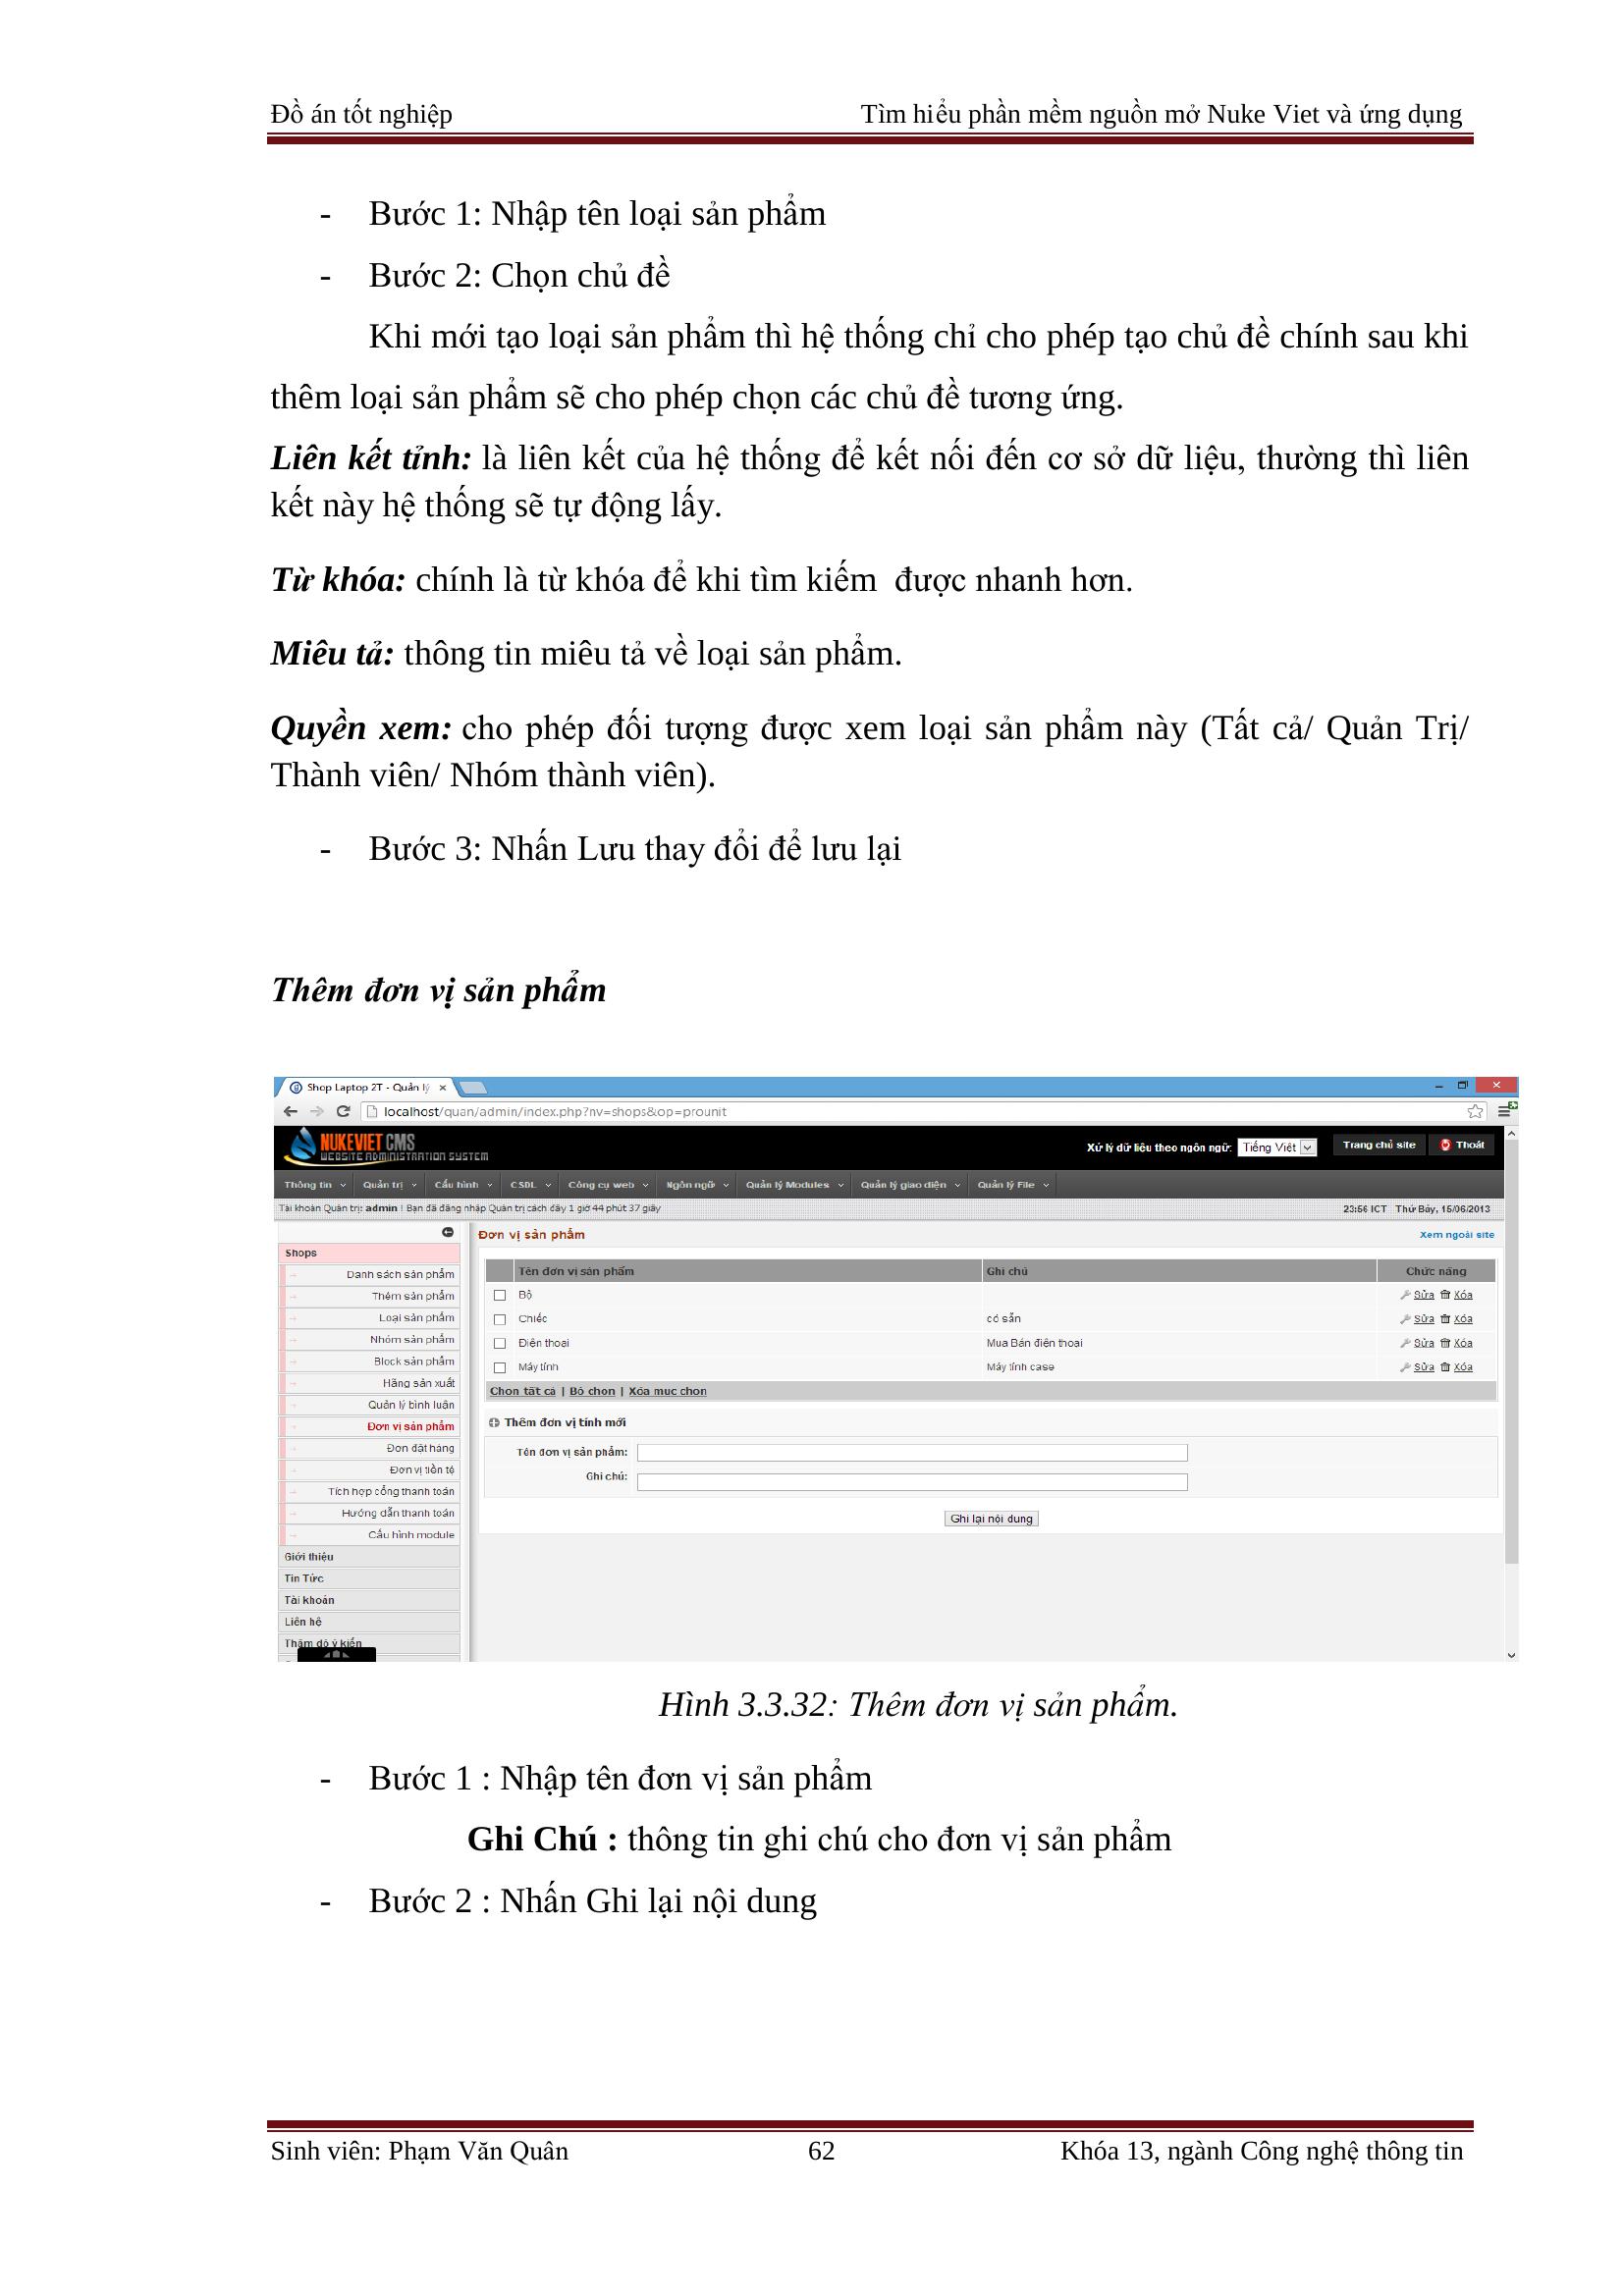 Đồ án tốt nghiệp Tìm hiểu phần mềm nguồn mở Nuke Viet và ứng dụng
- Bước 1: Nhập tên loại sản phẩm
- Bước 2: Chọn chủ đề
Khi mới tạo loại sản phẩm thì hệ thống chỉ cho phép tạo chủ đề chính sau khi
thêm loại sản phẩm sẽ cho phép chọn các chủ đề tương ứng.
Liên kết tỉnh: là liên kết của hệ thống để kết nối đến cơ sở dữ liệu, thường thì liên
kết này hệ thống sẽ tự động lấy.
Từ khóa: chính là từ khóa để khi tìm kiếm được nhanh hơn.
Miêu tả: thông tin miêu tả về loại sản phẩm.
Quyền xem: cho phép đối tượng được xem loại sản phẩm này (Tất cả/ Quản Trị/
Thành viên/ Nhóm thành viên).
- Bước 3: Nhấn Lưu thay đổi để lưu lại
Thêm đơn vị sản phẩm
Shop Laptop 2T - Quản lý
localhost/quan/admin/index.php?nv=shops&op=prounit
NUKEVIET CMS
WEBSITE ADMINISTRATION SYSTEM
Xử lý dữ liệu theo ngôn ngữ: Tiếng Việt Trang chủ site Thoát
Thông tin Quản trị Cấu hình CSDL Công cụ web Ngôn ngữ Quản lý Modules Quản lý giao diện Quản lý File
Tài khoản Quản trị: admin ! Bạn đã đăng nhập Quản trị cách đây 1 giờ 44 phút 37 giây 23:56 ICT Thứ Bảy, 15/06/2013
Shops
Danh sách sản phẩm
Thêm sản phẩm
Loại sản phẩm
Nhóm sản phẩm
Block sản phẩm
Hãng sản xuất
Quản lý bình luận
Đơn vị sản phẩm
Đơn đặt hàng
Đơn vị tiền tệ
Tích hợp cổng thanh toán
Hướng dẫn thanh toán
Cấu hình module
Giới thiệu
Tin Tức
Tài khoản
Liên hệ
Thăm dò ý kiến
Đơn vị sản phẩm Xem ngoài site
Tên đơn vị sản phẩm Ghi chú Chức năng
Bộ Sửa Xóa
Chiếc có sẵn Sửa Xóa
Điện thoại Mua Bán điện thoại Sửa Xóa
Máy tính Máy tính case Sửa Xóa
Chọn tất cả | Bỏ chọn | Xóa mục chọn
Thêm đơn vị tính mới
Tên đơn vị sản phẩm:
Ghi chú:
Ghi lại nội dung
Hình 3.3.32: Thêm đơn vị sản phẩm.
- Bước 1 : Nhập tên đơn vị sản phẩm
Ghi Chú : thông tin ghi chú cho đơn vị sản phẩm
- Bước 2 : Nhấn Ghi lại nội dung
Sinh viên: Phạm Văn Quân 62 Khóa 13, ngành Công nghệ thông tin